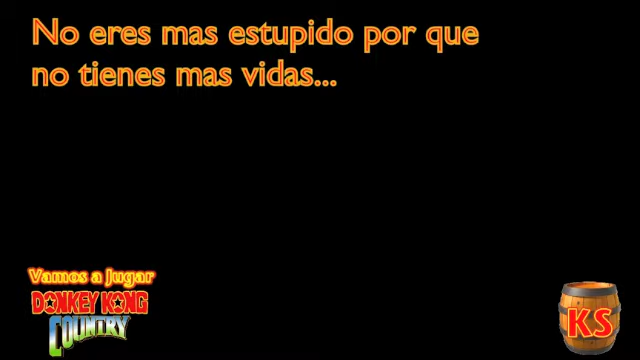 No eres mas estupido por que
no tienes mas vidas...
Vamos a Jugar
DONKEY KONG
COUNTRY
KS